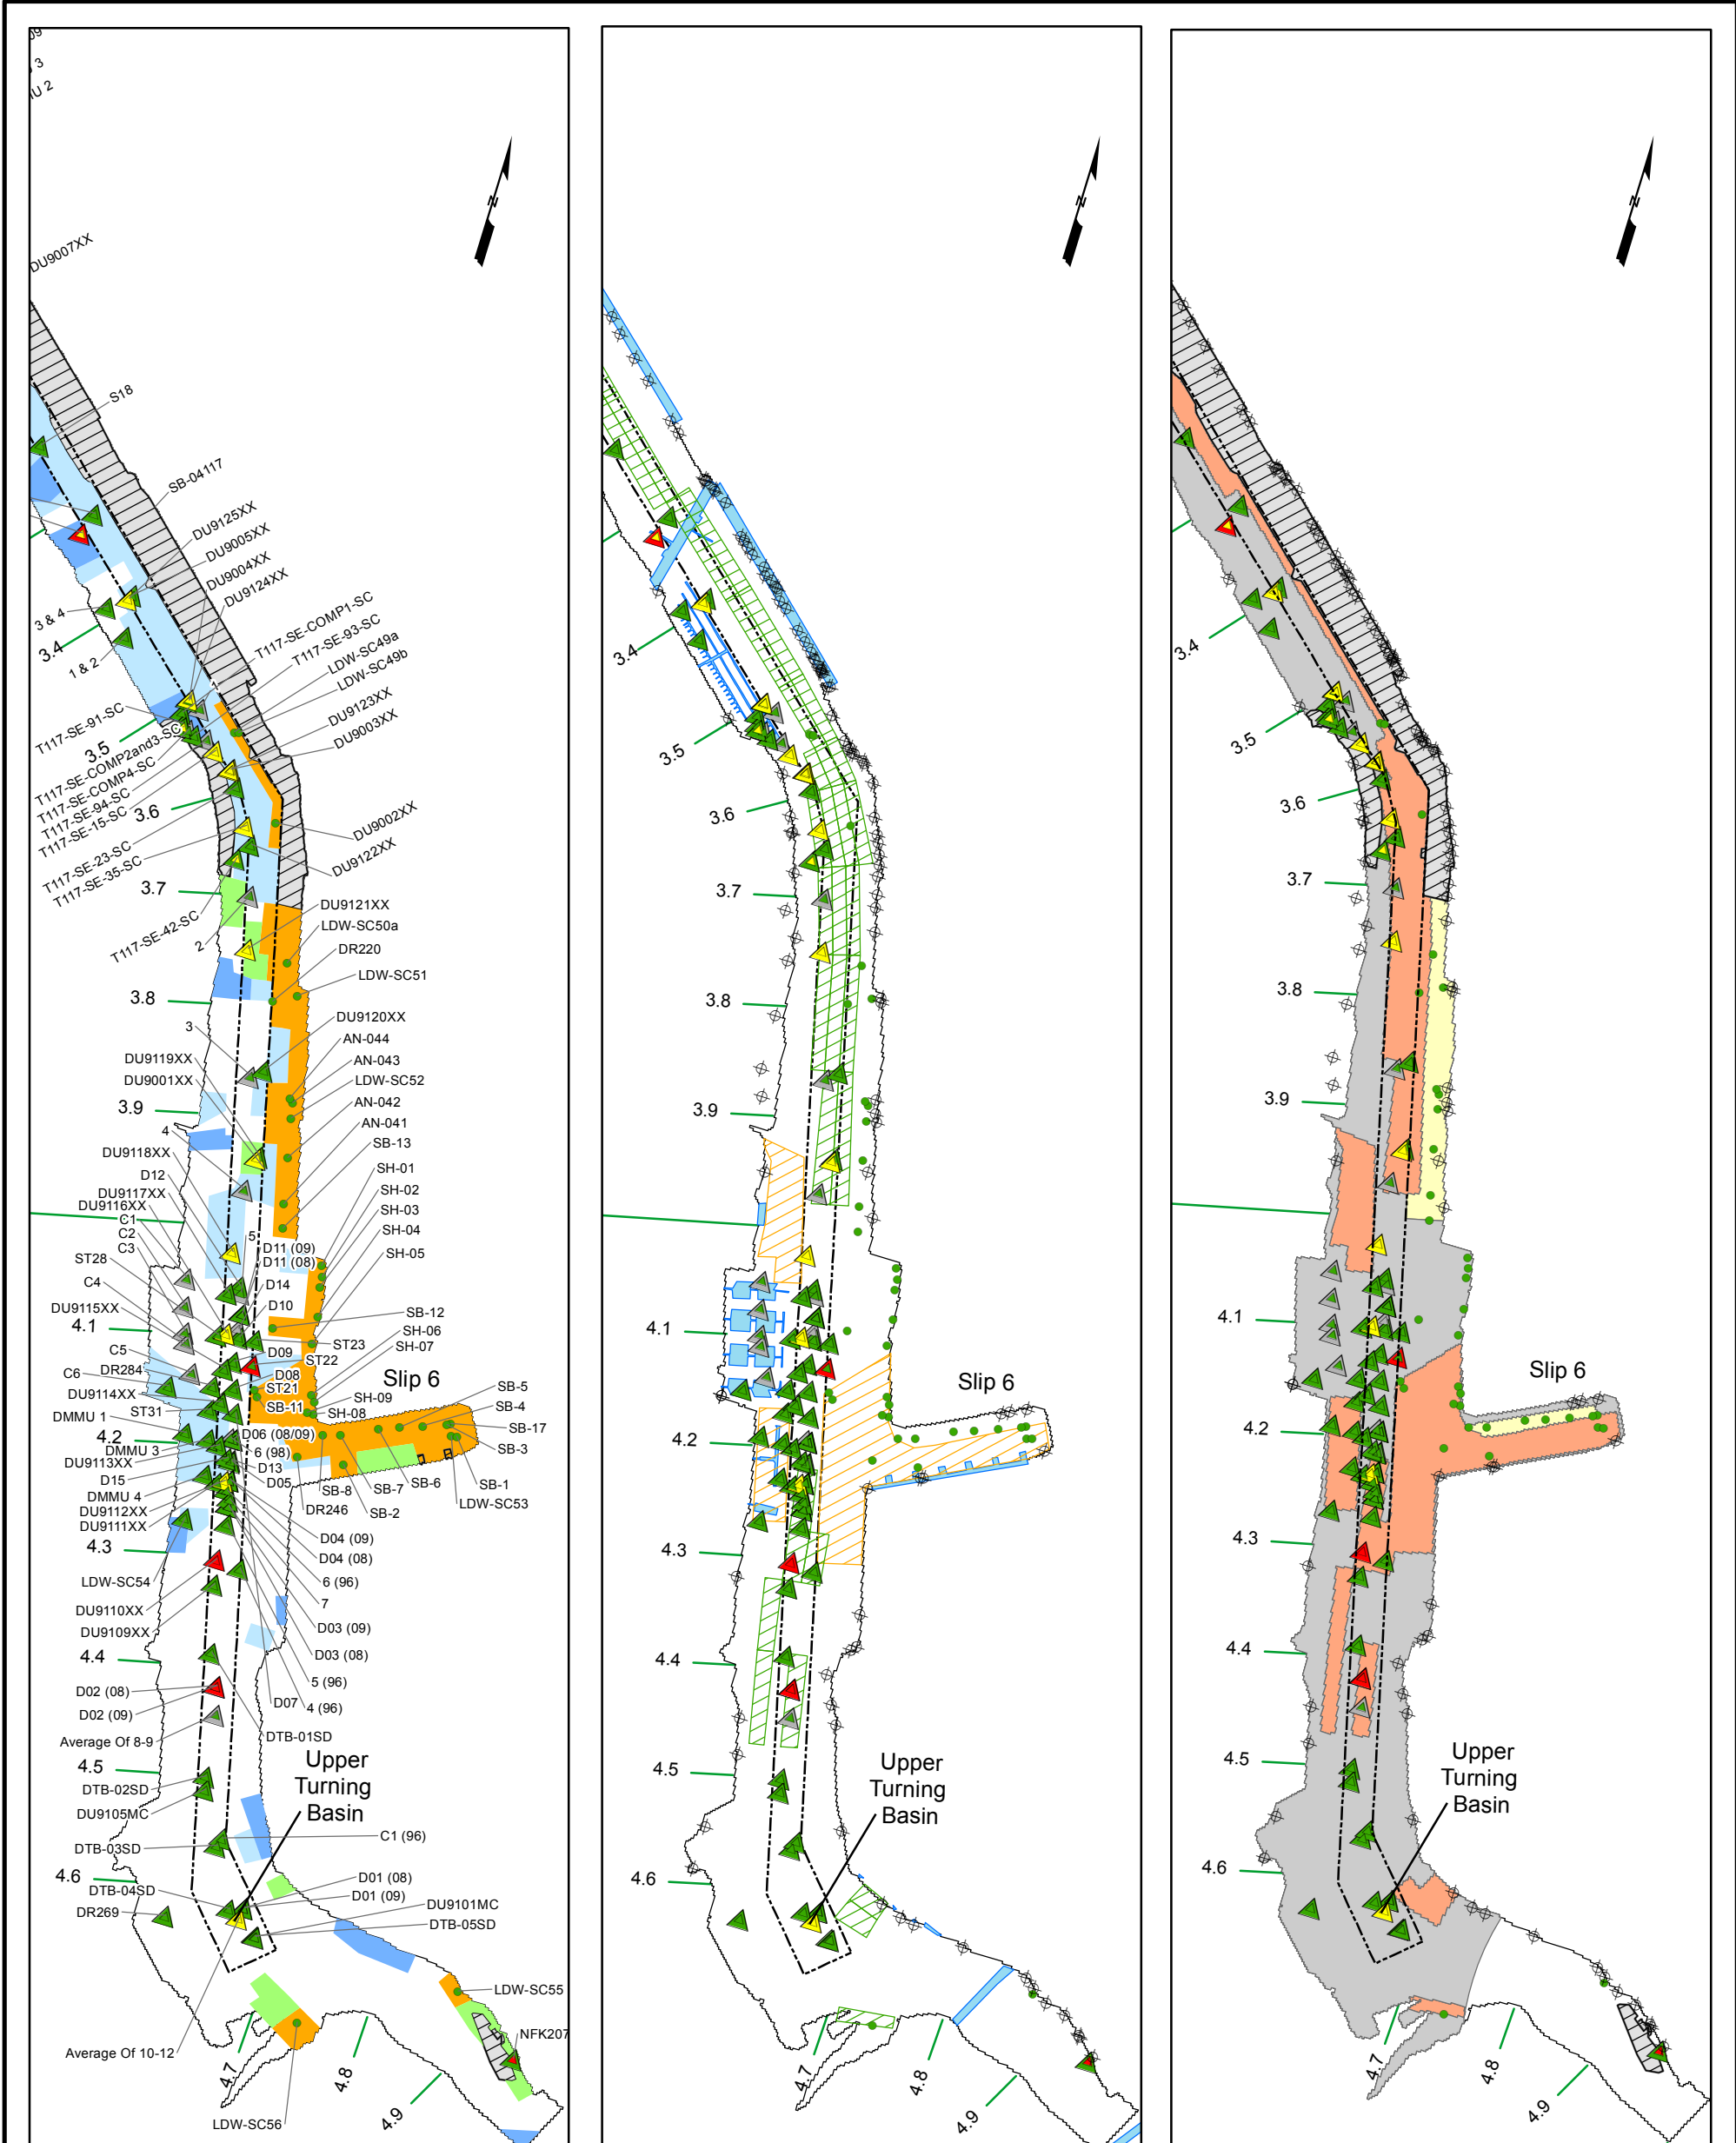 09
J 3
IU 2
DU9007XX
N
S18
SB-04117
DU9125XX
DU9005XX
DU9004XX
DU9124XX
3 & 4
3.4
1 & 2
T117-SE-COMP1-SC
T117-SE-93-SC
LDW-SC49a
LDW-SC49b
DU9123XX
DU9003XX
T117-SE-91-SC
3.5
T117-SE-COMP2and3-SC
T117-SE-COMP4-SC
T117-SE-94-SC
T117-SE-15-SC
3.6
DU9002XX
DU9122XX
T117-SE-23-SC
T117-SE-35-SC
3.7
T117-SE-42-SC
2
DU9121XX
LDW-SC50a
DR220
LDW-SC51
3.8
3
DU9120XX
AN-044
DU9119XX
AN-043
DU9001XX
LDW-SC52
3.9
AN-042
4
AN-041
DU9118XX
SB-13
D12
SH-01
DU9117XX
SH-02
DU9116XX
SH-03
C1
C2
5
SH-04
C3
D11 (09)
SH-05
ST28
D11 (08)
C4
D14
DU9115XX
D10
SB-12
4.1
SH-06
ST23
SH-07
C5
D09
ST22
C6
DR284
D08
Slip 6
DU9114XX
ST21
SB-5
ST31
SB-11
SH-09
SB-4
DMMU 1
SH-08
SB-17
4.2
D06 (08/09)
SB-3
DMMU 3
6 (98)
DU9113XX
D13
D15
D05
SB-8
SB-7
SB-6
SB-1
DMMU 4
LDW-SC53
DU9112XX
DR246
SB-2
DU9111XX
D04 (09)
4.3
D04 (08)
LDW-SC54
6 (96)
7
DU9110XX
D03 (09)
DU9109XX
D03 (08)
4.4
5 (96)
D02 (08)
D07
4 (96)
D02 (09)
DTB-01SD
Average Of 8-9
4.5
Upper
Turning
Basin
DTB-02SD
DU9105MC
C1 (96)
DTB-03SD
4.6
D01 (08)
DTB-04SD
D01 (09)
DR269
DU9101MC
DTB-05SD
LDW-SC55
NFK207
Average Of 10-12
4.7
4.8
4.9
LDW-SC56
N
3.4
3.5
3.6
3.7
3.8
3.9
4.1
Slip 6
4.2
4.3
4.4
4.5
Upper
Turning
Basin
4.6
4.7
4.8
4.9
N
3.4
3.5
3.6
3.7
3.8
3.9
4.1
Slip 6
4.2
4.3
4.4
4.5
Upper
Turning
Basin
4.6
4.7
4.8
4.9